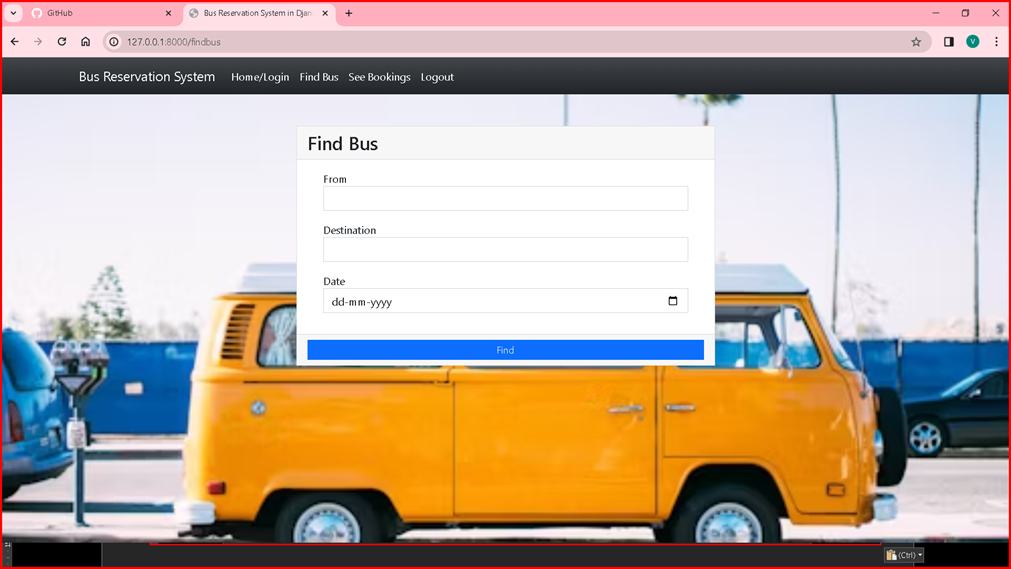 GitHub
Bus Reservation System in Djan
127.0.0.1:8000/findbus
V
Bus Reservation System Home/Login Find Bus See Bookings Logout
Find Bus
From
Destination
Date
dd-mm-yyyy
Find
(Ctrl)